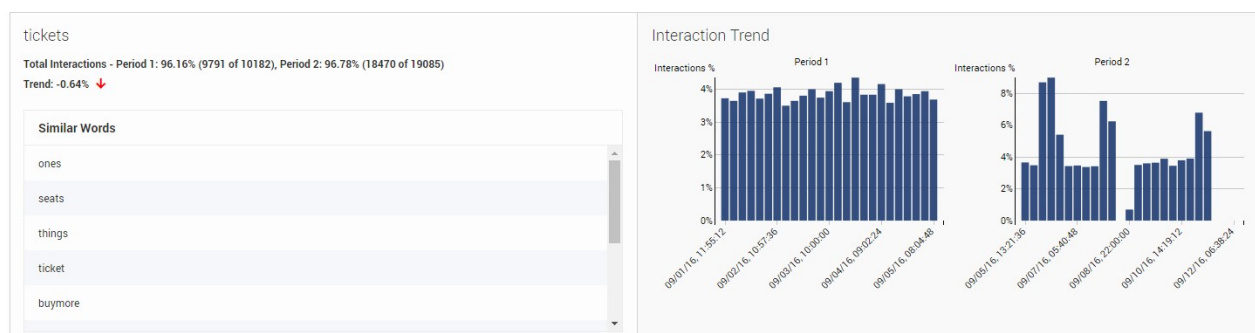 tickets
Total Interactions - Period 1: 96.16% (9791 of 10182), Period 2: 96.78% (18470 of 19085)
Trend: -0.64%
Similar Words
ones
seats
things
ticket
buymore
Interaction Trend
Period 1
Interactions %
4%
3%
2%
1%
0%
09/01/16, 11:55:12
09/02/16, 10:57:36
09/03/16, 10:00:00
09/04/16, 09:02:24
09/05/16, 08:04:48
Period 2
Interactions %
8%
6%
4%
2%
0%
09/05/16, 13:21:36
09/07/16, 05:40:48
09/08/16, 22:00:00
09/10/16, 14:19:12
09/12/16, 06:38:24